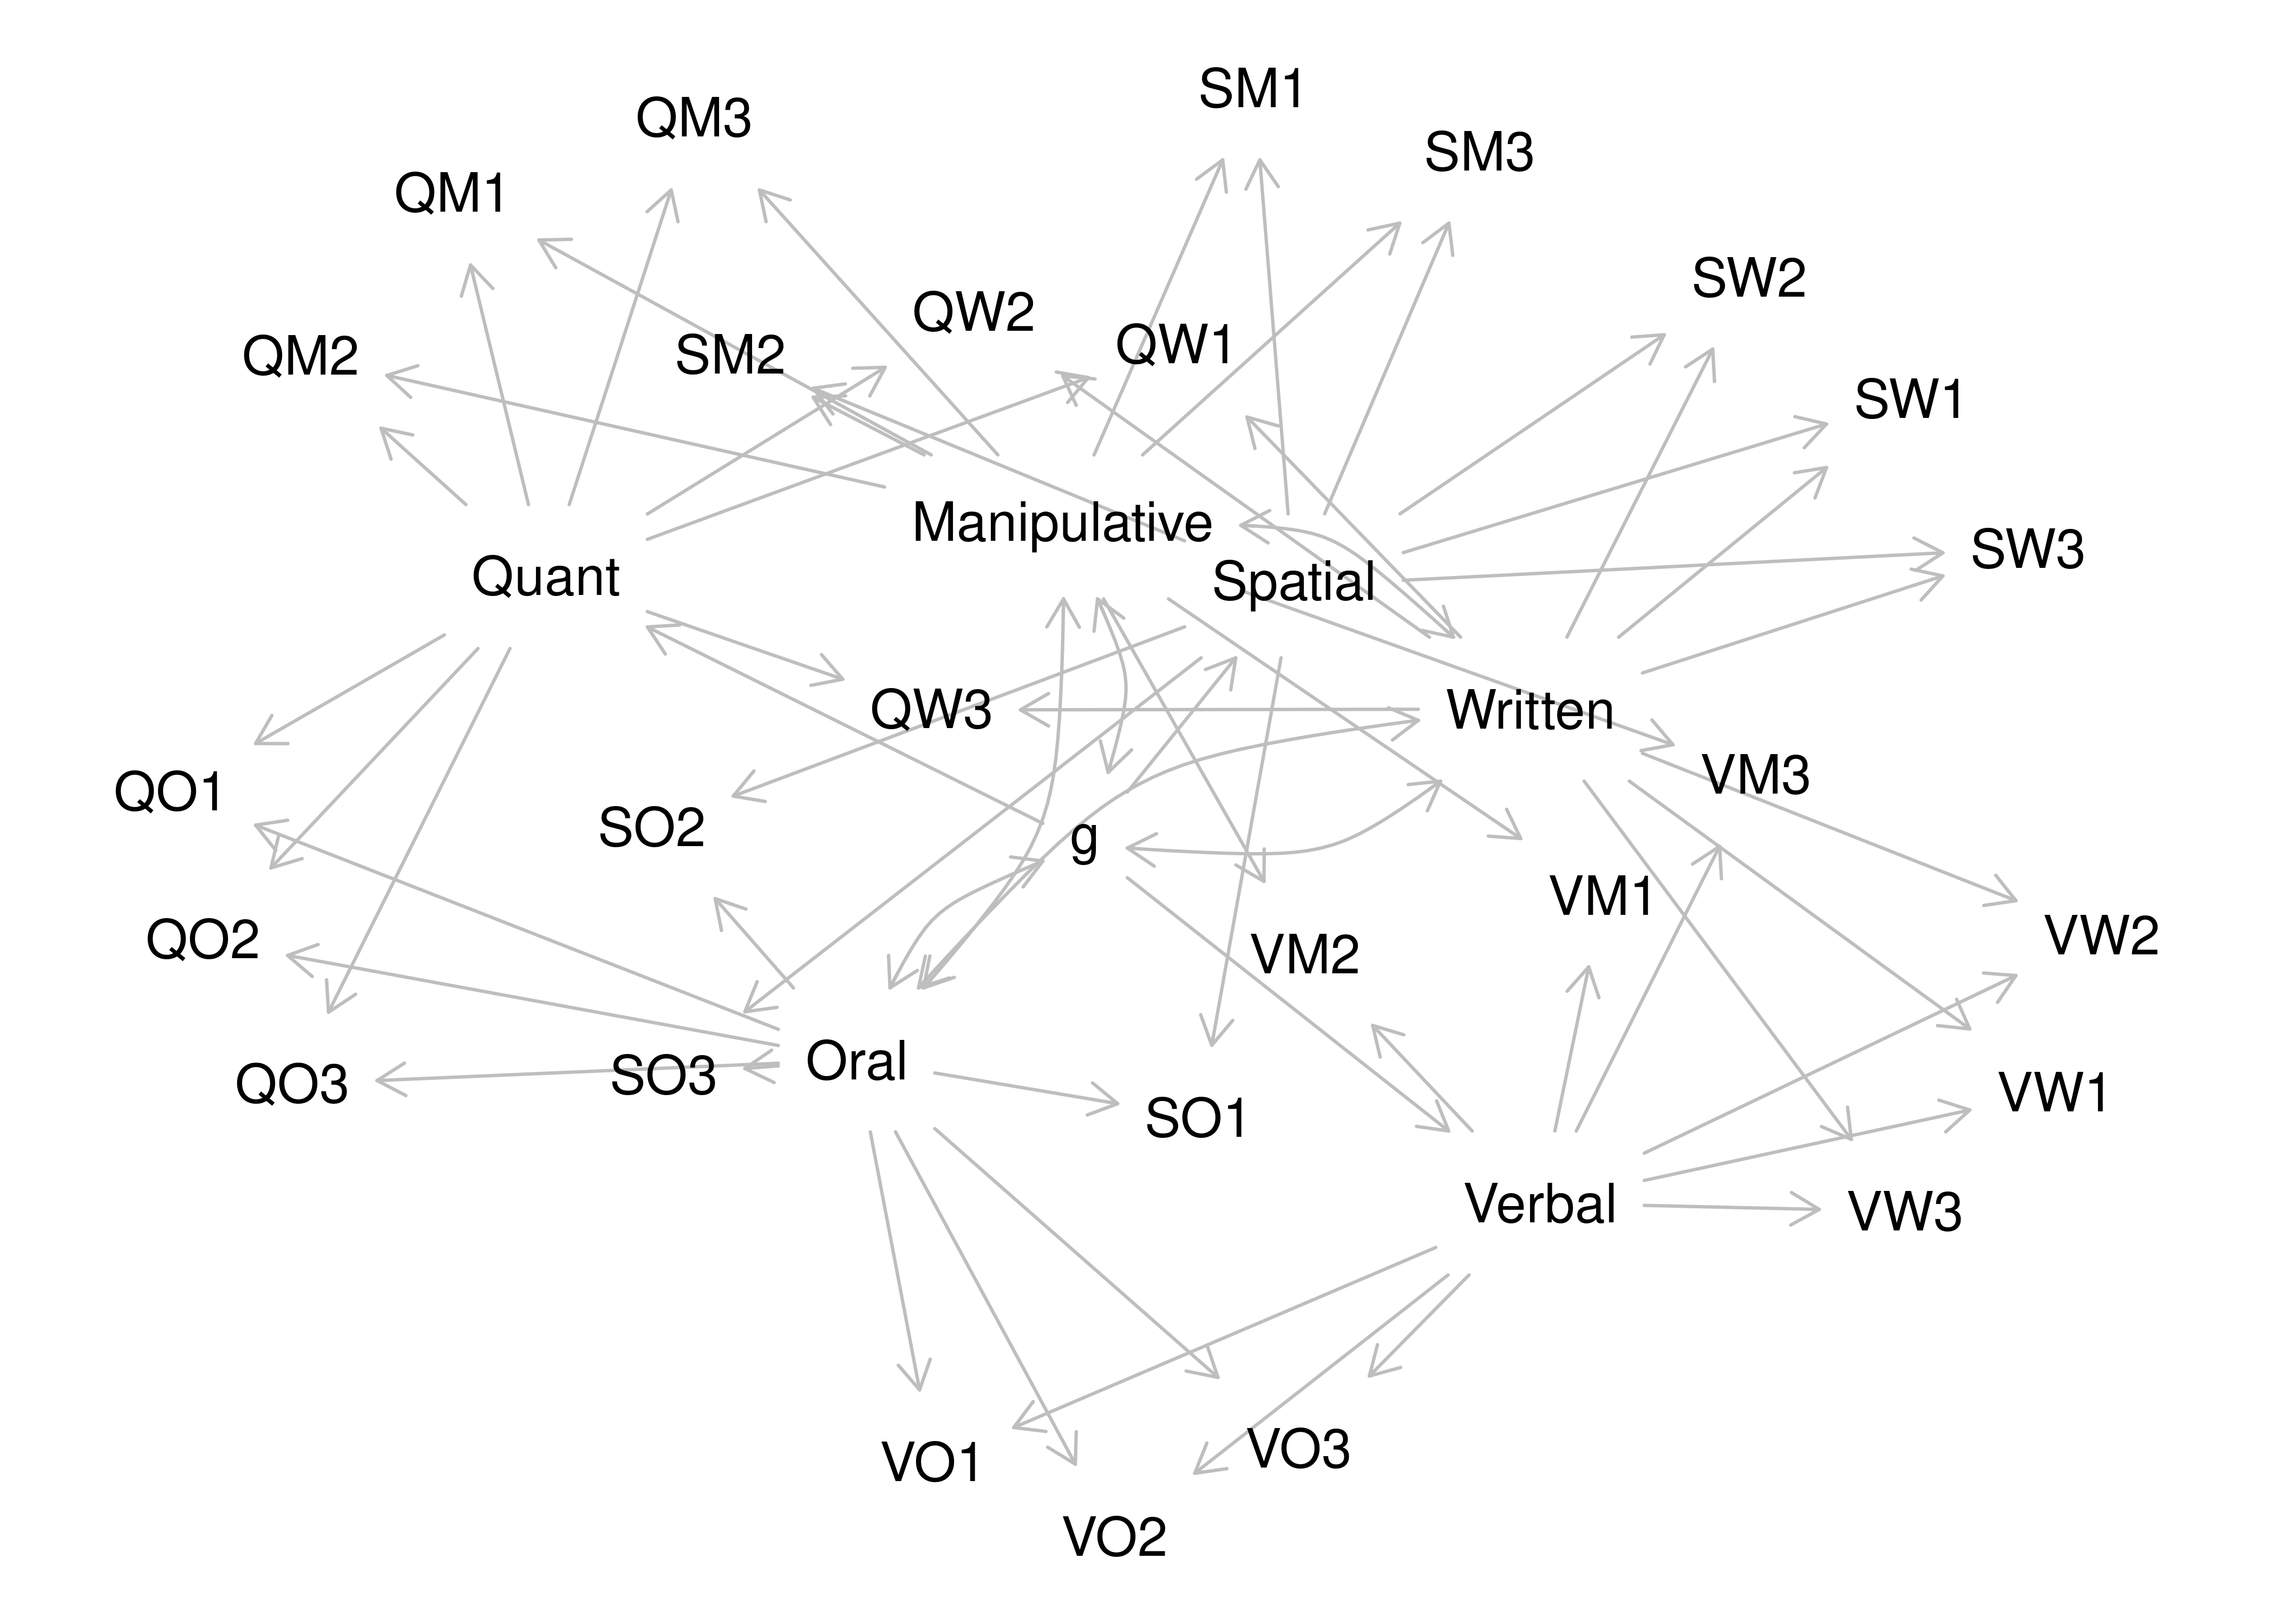 SM1
QM3
SM3
QM1
SW2
QW2
QW1
SM2
QM2
SW1
Manipulative
SW3
Quant
Spatial
QW3
Written
VM3
QO1
SO2
g
VM1
VW2
QO2
VM2
Oral
SO3
QO3
VW1
SO1
Verbal
VW3
VO3
VO1
VO2